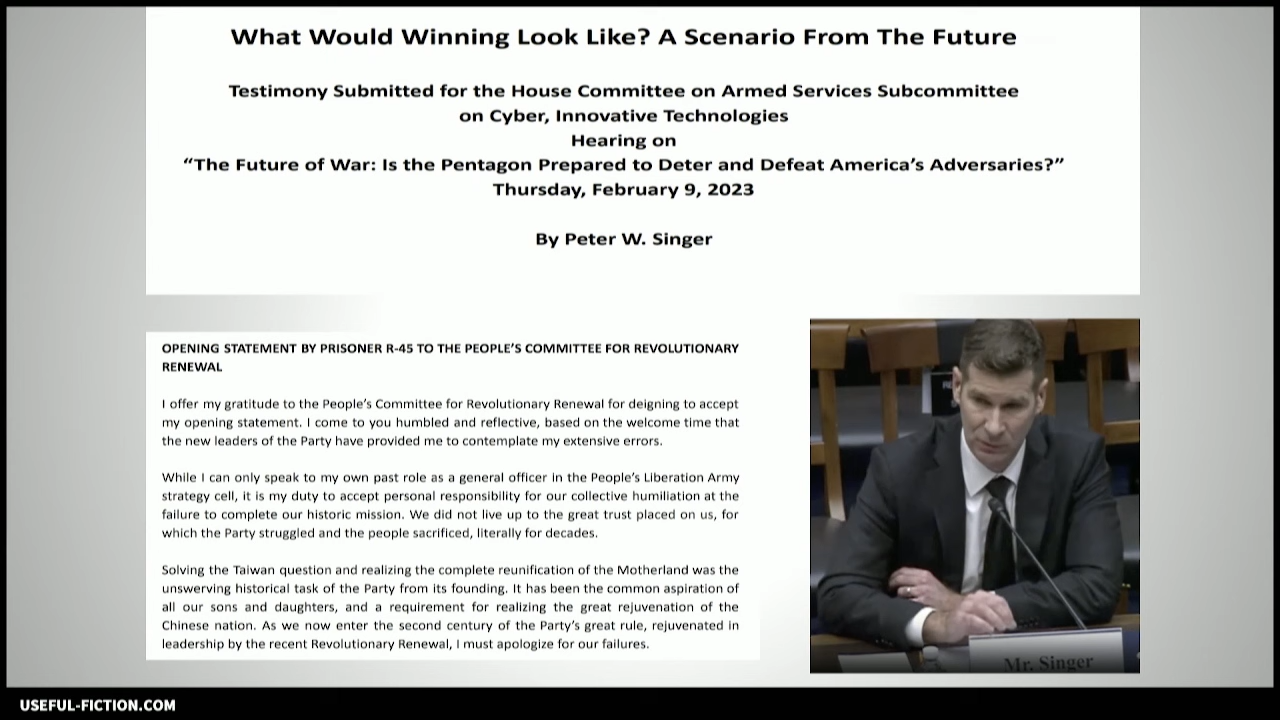 What Would Winning Look Like? A Scenario From The Future
Testimony Submitted for the House Committee on Armed Services Subcommittee
on Cyber, Innovative Technologies
Hearing on
“The Future of War: Is the Pentagon Prepared to Deter and Defeat America’s Adversaries?”
Thursday, February 9, 2023
By Peter W. Singer
OPENING STATEMENT BY PRISONER R-45 TO THE PEOPLE’S COMMITTEE FOR REVOLUTIONARY
RENEWAL
I offer my gratitude to the People’s Committee for Revolutionary Renewal for deigning to accept
my opening statement. I come to you humbled and reflective, based on the welcome time that
the new leaders of the Party have provided me to contemplate my extensive errors.
While I can only speak to my own past role as a general officer in the People’s Liberation Army
strategy cell, it is my duty to accept personal responsibility for our collective humiliation at the
failure to complete our historic mission. We did not live up to the great trust placed on us, for
which the Party struggled and the people sacrificed, literally for decades.
Solving the Taiwan question and realizing the complete reunification of the Motherland was the
unswerving historical task of the Party from its founding. It has been the common aspiration of
all our sons and daughters, and a requirement for realizing the great rejuvenation of the
Chinese nation. As we now enter the second century of the Party’s great rule, rejuvenated in
leadership by the recent Revolutionary Renewal, I must apologize for our failures.
Mr. Singer
USEFUL-FICTION.COM